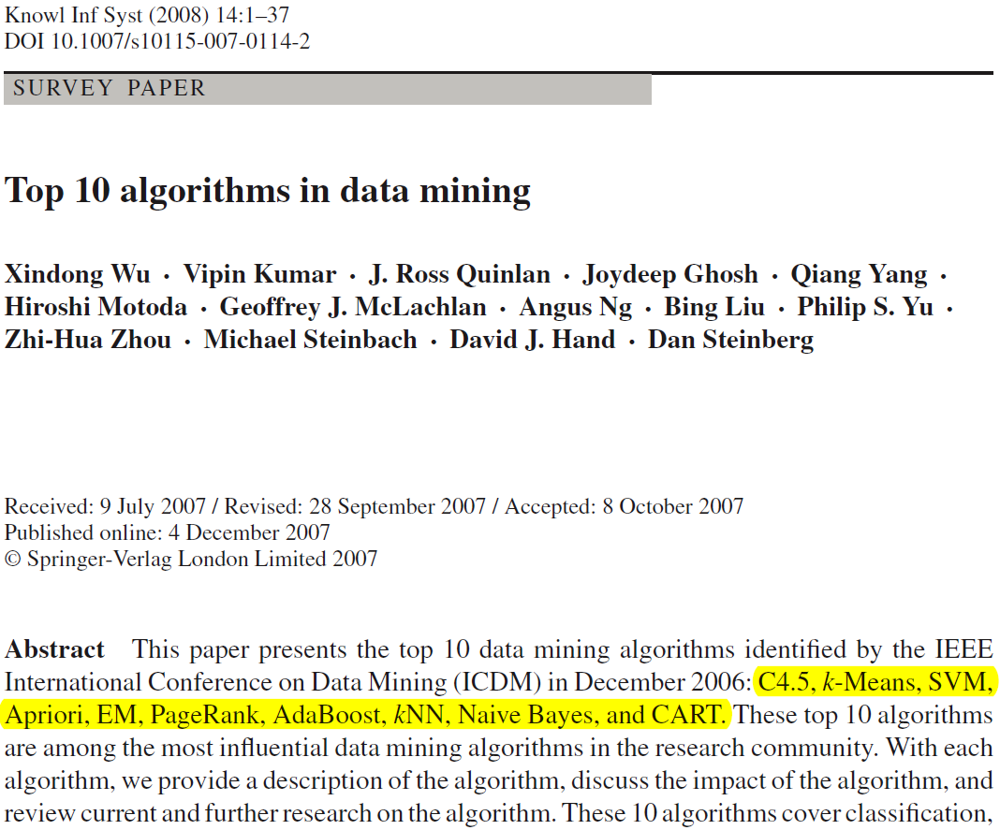 Knowl Inf Syst (2008) 14:1–37
DOI 10.1007/s10115-007-0114-2
SURVEY PAPER
Top 10 algorithms in data mining
Xindong Wu · Vipin Kumar · J. Ross Quinlan · Joydeep Ghosh · Qiang Yang ·
Hiroshi Motoda · Geoffrey J. McLachlan · Angus Ng · Bing Liu · Philip S. Yu ·
Zhi-Hua Zhou · Michael Steinbach · David J. Hand · Dan Steinberg
Received: 9 July 2007 / Revised: 28 September 2007 / Accepted: 8 October 2007
Published online: 4 December 2007
© Springer-Verlag London Limited 2007
Abstract This paper presents the top 10 data mining algorithms identified by the IEEE
International Conference on Data Mining (ICDM) in December 2006: C4.5, k-Means, SVM,
Apriori, EM, PageRank, AdaBoost, kNN, Naive Bayes, and CART. These top 10 algorithms
are among the most influential data mining algorithms in the research community. With each
algorithm, we provide a description of the algorithm, discuss the impact of the algorithm, and
review current and further research on the algorithm. These 10 algorithms cover classification,